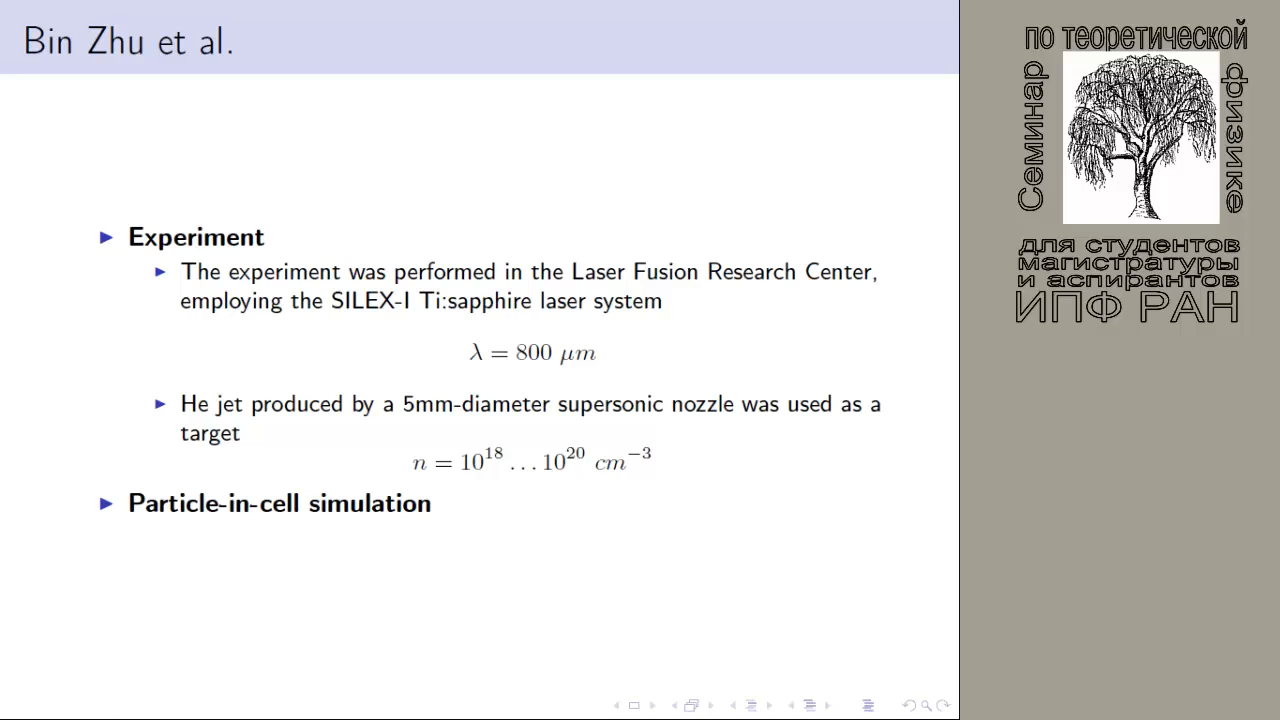 Bin Zhu et al.
Experiment
The experiment was performed in the Laser Fusion Research Center,
employing the SILEX-I Ti:sapphire laser system
λ = 800 μm
He jet produced by a 5mm-diameter supersonic nozzle was used as a
target
n = 10^18 … 10^20 cm^−3
Particle-in-cell simulation
Семинар
по теоретической
физике
для студентов
магистратуры
и аспирантов
ИПФ РАН